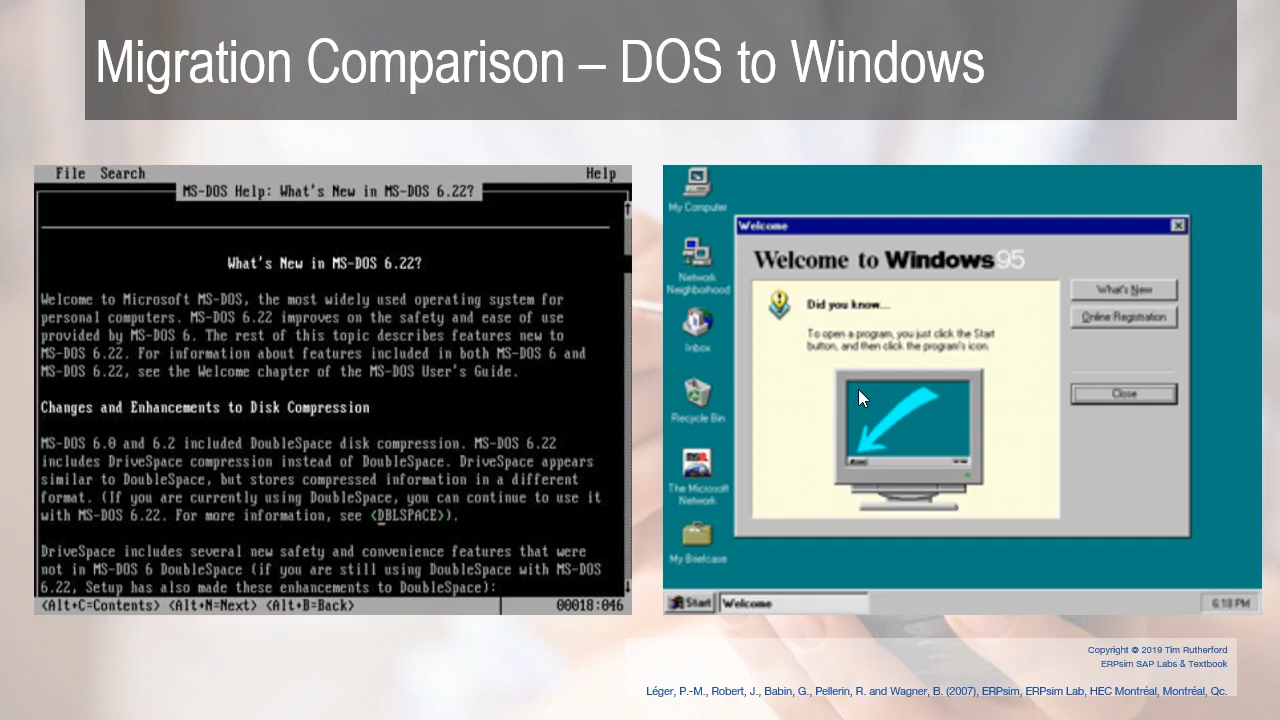 Migration Comparison – DOS to Windows
File Search Help
MS-DOS Help: What's New in MS-DOS 6.22?
What's New in MS-DOS 6.22?
Welcome to Microsoft MS-DOS, the most widely used operating system for
personal computers. MS-DOS 6.22 improves on the safety and ease of use
provided by MS-DOS 6. The rest of this topic describes features new to
MS-DOS 6.22. For information about features included in both MS-DOS 6 and
MS-DOS 6.22, see the Welcome chapter of the MS-DOS User's Guide.
Changes and Enhancements to Disk Compression
MS-DOS 6.0 and 6.2 included DoubleSpace disk compression. MS-DOS 6.22
includes DriveSpace compression instead of DoubleSpace. DriveSpace appears
similar to DoubleSpace, but stores compressed information in a different
format. (If you are currently using DoubleSpace, you can continue to use it
with MS-DOS 6.22. For more information, see <DBLSPACE>).
DriveSpace includes several new safety and convenience features that were
not in MS-DOS 6 DoubleSpace (if you are still using DoubleSpace with MS-DOS
6.22, Setup has also made these enhancements to DoubleSpace):
<Alt+C=Contents> <Alt+N=Next> <Alt+B=Back> 00018:046
My Computer
Network
Neighborhood
Inbox
Recycle Bin
msn
The Microsoft
Network
My Briefcase
Welcome
Welcome to Windows 95
Did you know...
To open a program, you just click the Start
button, and then click the program's icon.
What's New
Online Registration
Close
Start Welcome 6:18 PM
Copyright © 2019 Tim Rutherford
ERPsim SAP Labs & Textbook
Léger, P.-M., Robert, J., Babin, G., Pellerin, R. and Wagner, B. (2007), ERPsim, ERPsim Lab, HEC Montréal, Montréal, Qc.